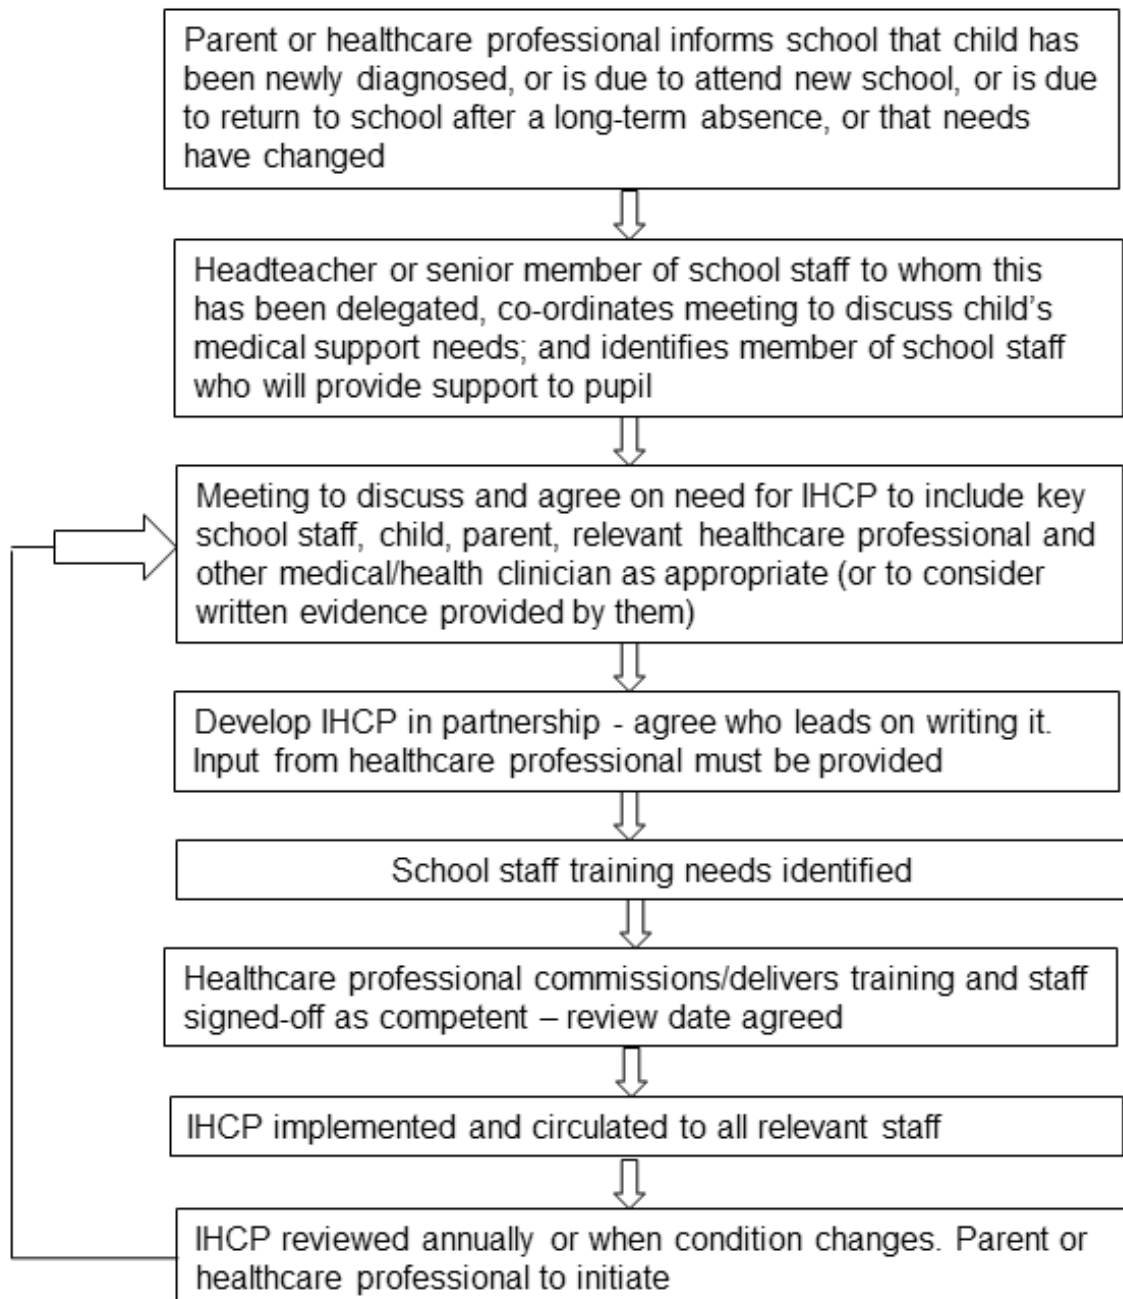 Parent or healthcare professional informs school that child has
been newly diagnosed, or is due to attend new school, or is due
to return to school after a long-term absence, or that needs
have changed
Headteacher or senior member of school staff to whom this
has been delegated, co-ordinates meeting to discuss child's
medical support needs; and identifies member of school staff
who will provide support to pupil
Meeting to discuss and agree on need for IHCP to include key
school staff, child, parent, relevant healthcare professional and
other medical/health clinician as appropriate (or to consider
written evidence provided by them)
Develop IHCP in partnership - agree who leads on writing it.
Input from healthcare professional must be provided
School staff training needs identified
Healthcare professional commissions/delivers training and staff
signed-off as competent – review date agreed
IHCP implemented and circulated to all relevant staff
IHCP reviewed annually or when condition changes. Parent or
healthcare professional to initiate